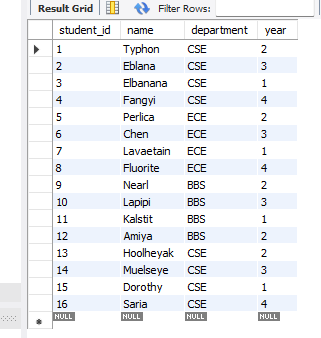 Result Grid Filter Rows:
student_id name department year
1 Typhon CSE 2
2 Eblana CSE 3
3 Elbanana CSE 1
4 Fangyi CSE 4
5 Perlica ECE 2
6 Chen ECE 3
7 Lavaetain ECE 1
8 Fluorite ECE 4
9 Nearl BBS 2
10 Lapipi BBS 3
11 Kalstit BBS 1
12 Amiya BBS 2
13 Hoolheyak CSE 2
14 Muelseye CSE 3
15 Dorothy CSE 1
16 Saria CSE 4
NULL NULL NULL NULL